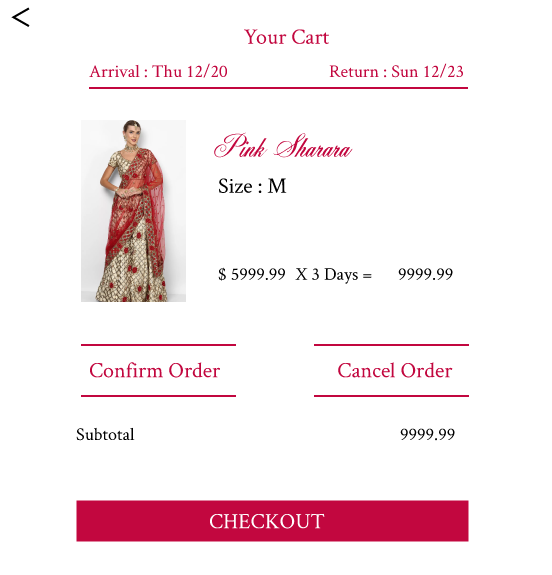 Your Cart
Arrival : Thu 12/20 Return : Sun 12/23
Pink Sharara
Size : M
$ 5999.99 X 3 Days = 9999.99
Confirm Order Cancel Order
Subtotal 9999.99
CHECKOUT